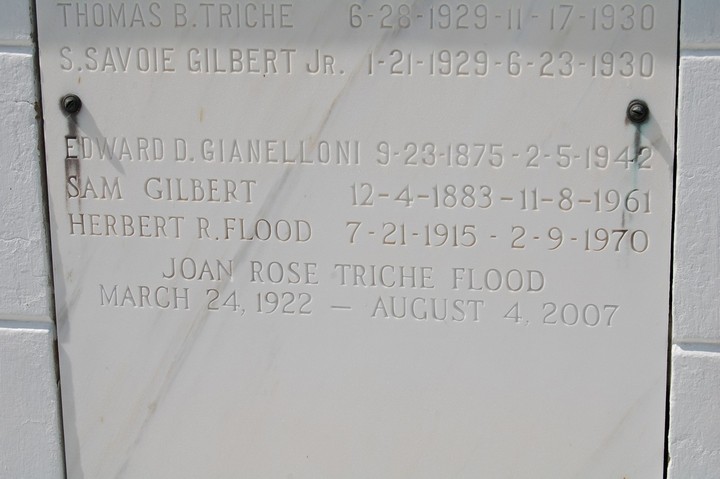 THOMAS B. TRICHE 6-28-1929-11-17-1930
S. SAVOIE GILBERT JR. 1-21-1929-6-23-1930
EDWARD D. GIANELLONI 9-23-1875-2-5-1942
SAM GILBERT 12-4-1883-11-8-1961
HERBERT R. FLOOD 7-21-1915-2-9-1970
JOAN ROSE TRICHE FLOOD
MARCH 24, 1922 — AUGUST 4, 2007